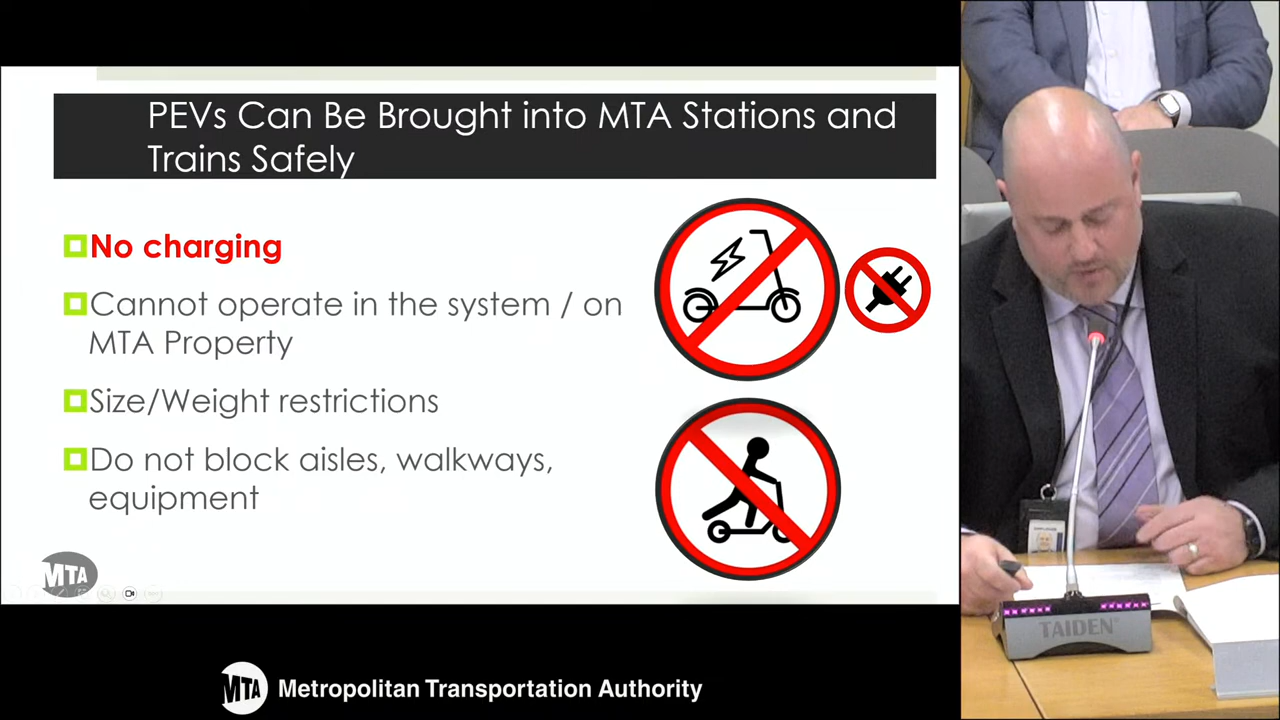 PEVs Can Be Brought into MTA Stations and
Trains Safely
No charging
Cannot operate in the system / on
MTA Property
Size/Weight restrictions
Do not block aisles, walkways,
equipment
MTA
MTA Metropolitan Transportation Authority
TAIDEN